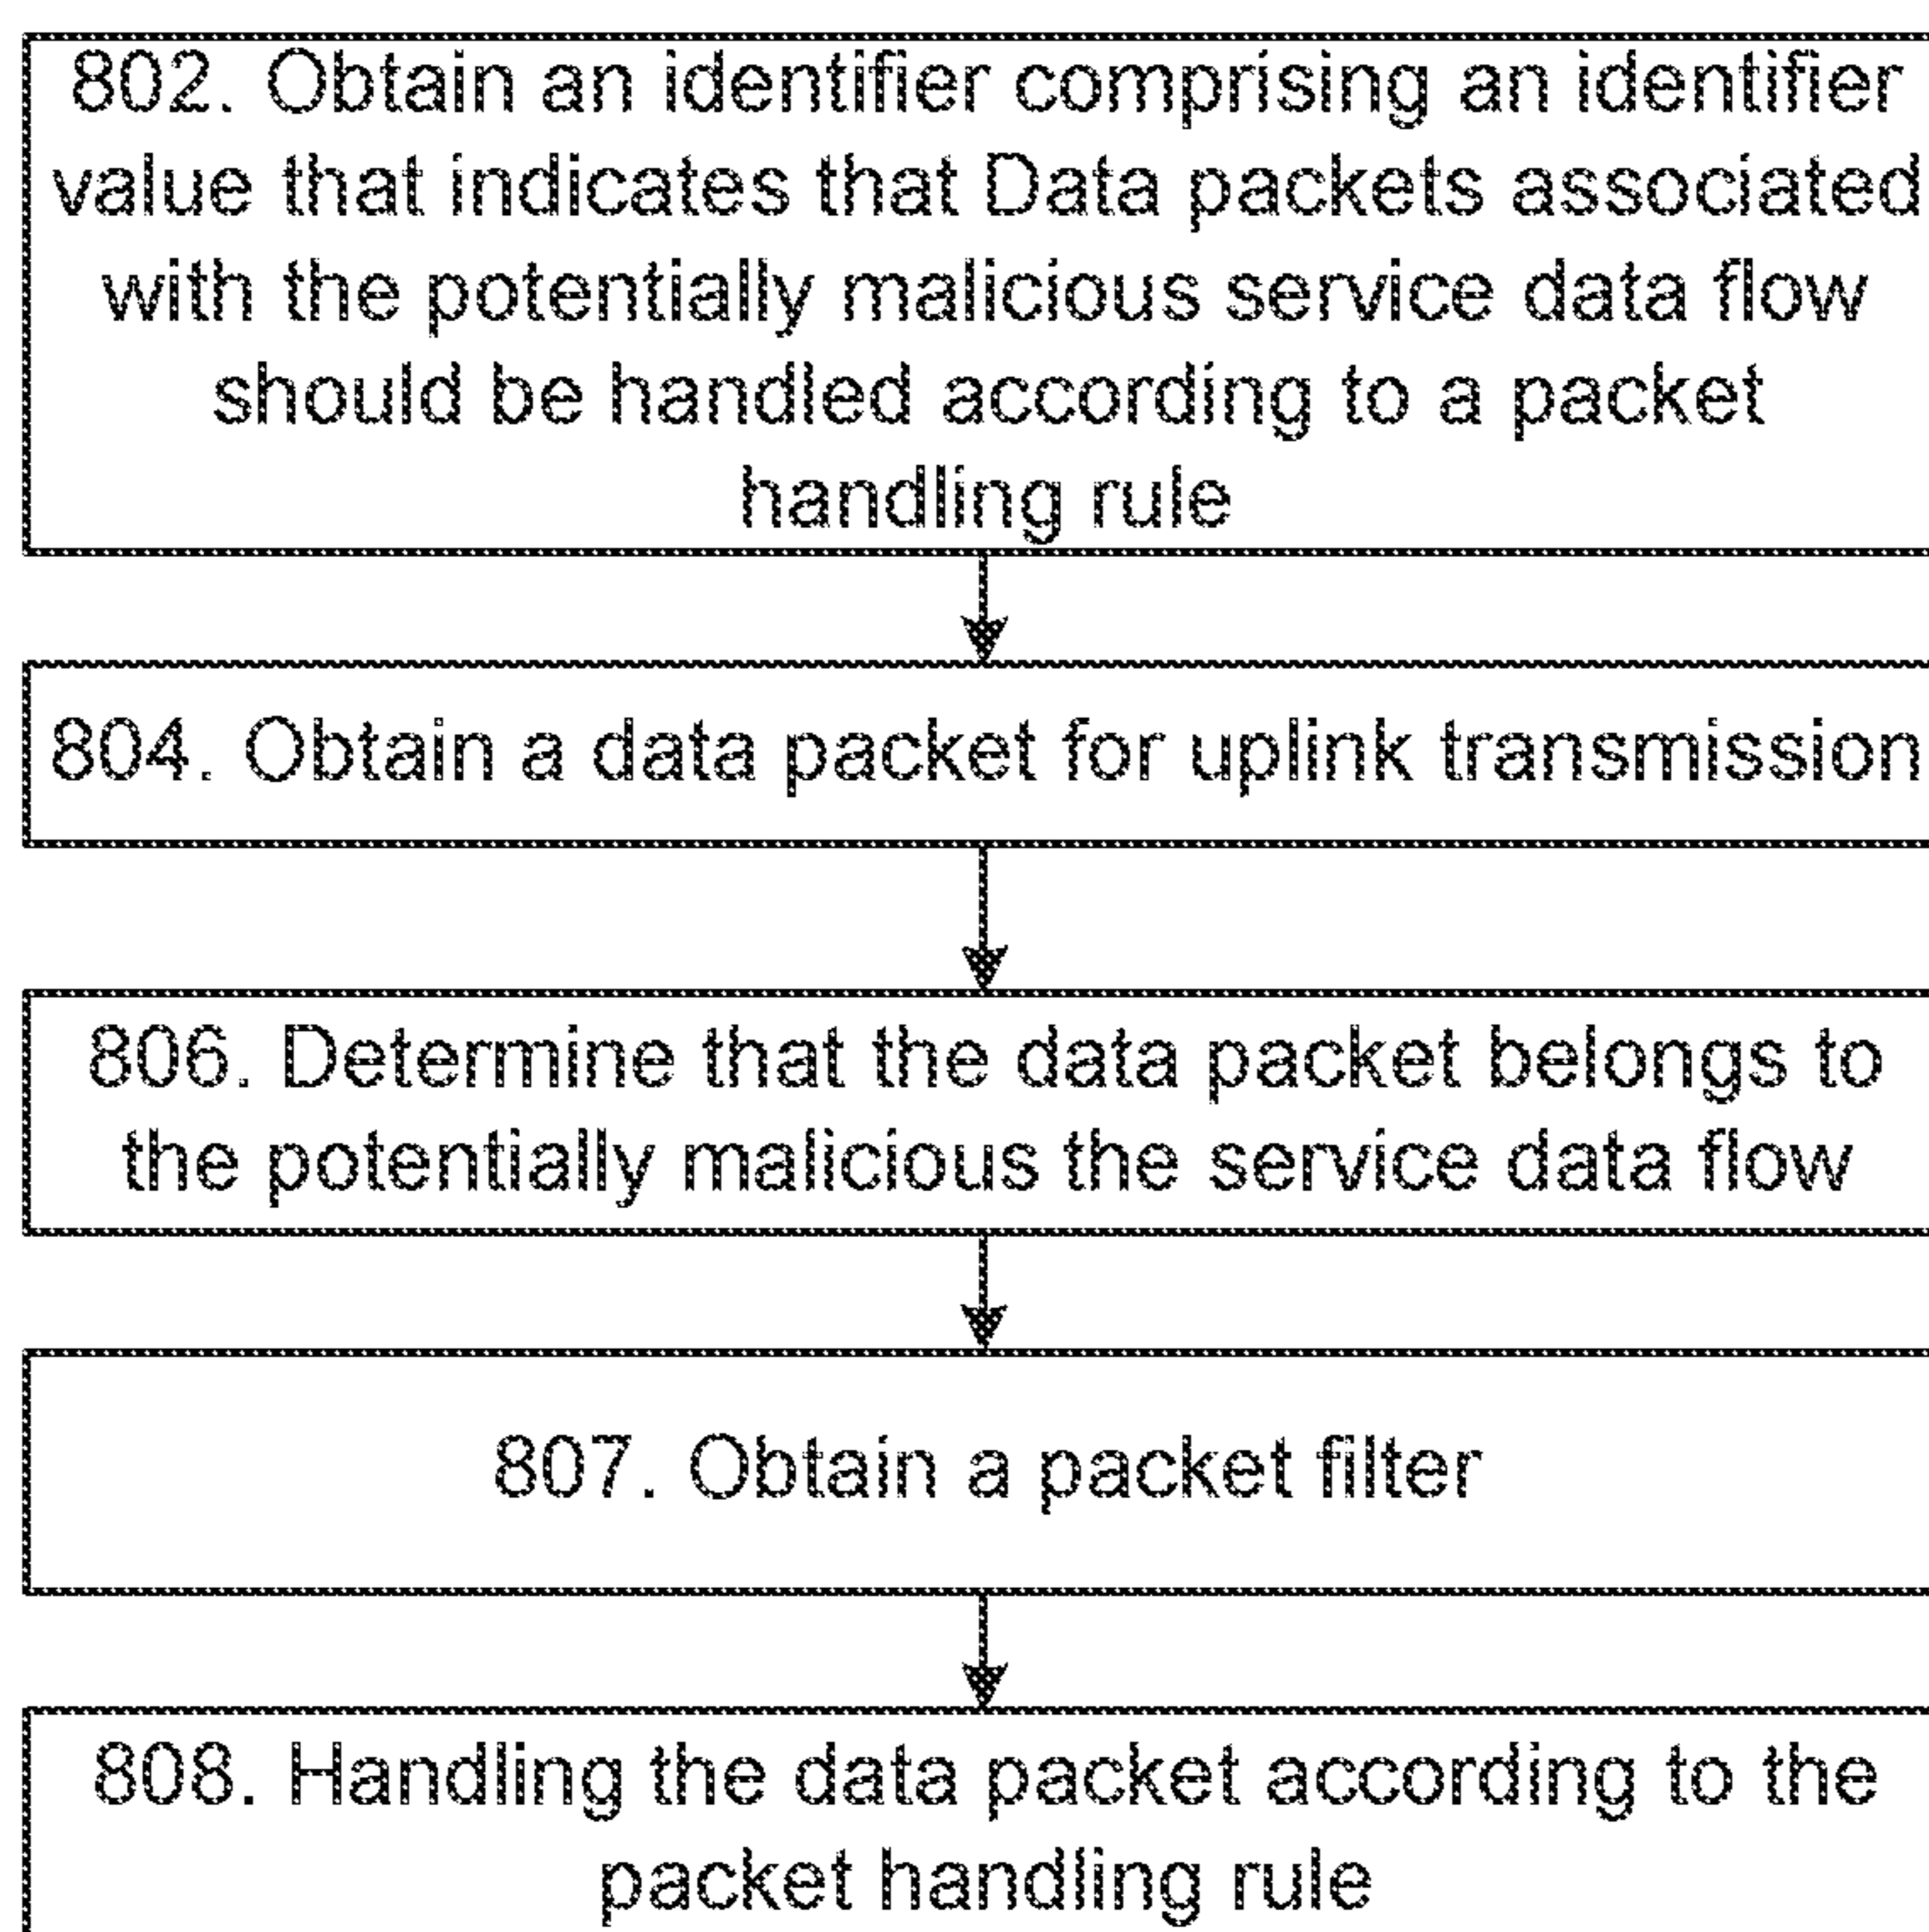 802. Obtain an identifier comprising an identifier
value that indicates that Data packets associated
with the potentially malicious service data flow
should be handled according to a packet
handling rule
804. Obtain a data packet for uplink transmission
806. Determine that the data packet belongs to
the potentially malicious the service data flow
807. Obtain a packet filter
808. Handling the data packet according to the
packet handling rule